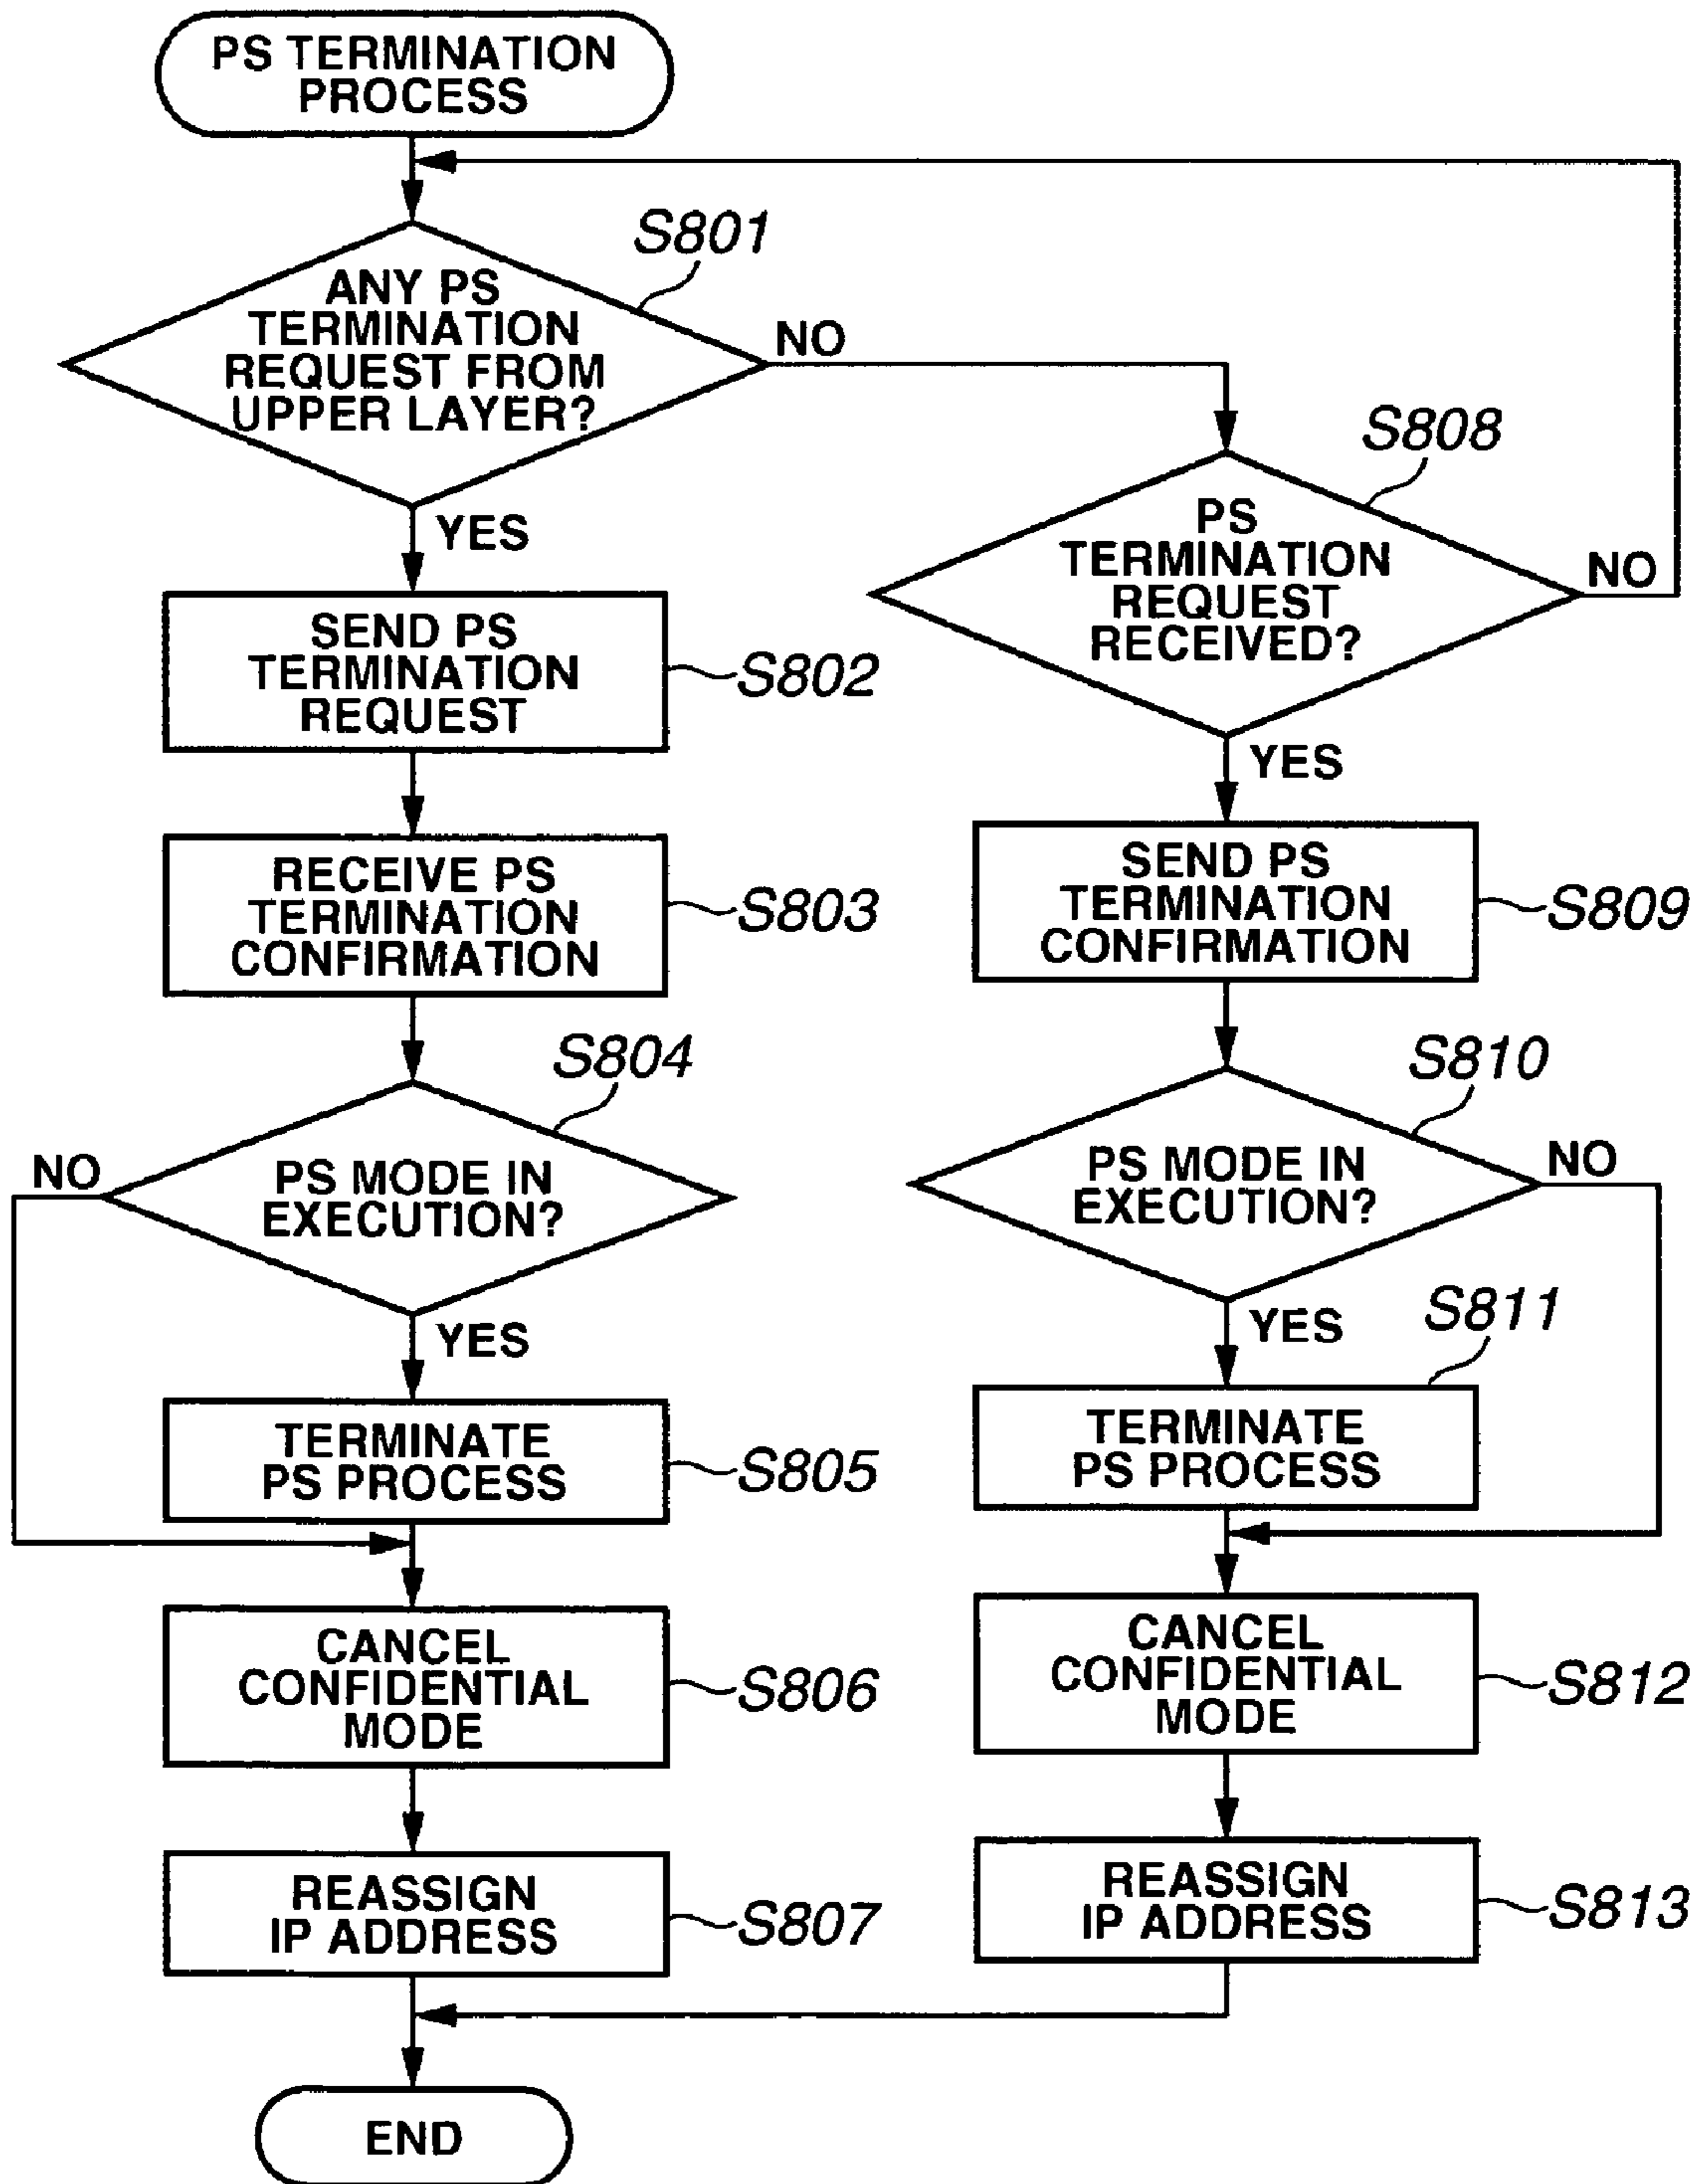 PS TERMINATION
PROCESS
S801
ANY PS
TERMINATION
REQUEST FROM
UPPER LAYER?
NO
YES
S808
PS
TERMINATION
REQUEST
RECEIVED?
NO
YES
SEND PS
TERMINATION
REQUEST
S802
RECEIVE PS
TERMINATION
CONFIRMATION
S803
SEND PS
TERMINATION
CONFIRMATION
S809
S804
PS MODE IN
EXECUTION?
NO
YES
S810
PS MODE IN
EXECUTION?
NO
YES
TERMINATE
PS PROCESS
S805
S811
TERMINATE
PS PROCESS
CANCEL
CONFIDENTIAL
MODE
S806
CANCEL
CONFIDENTIAL
MODE
S812
REASSIGN
IP ADDRESS
S807
REASSIGN
IP ADDRESS
S813
END